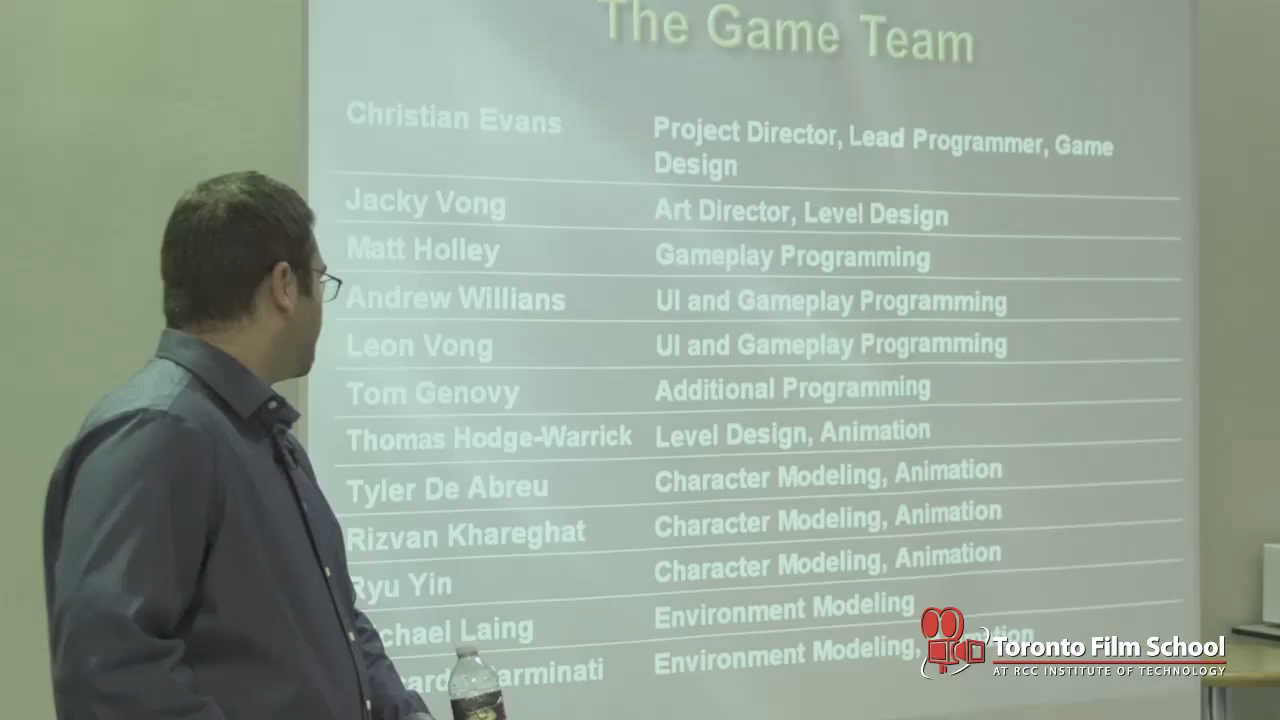 The Game Team
Christian Evans Project Director, Lead Programmer, Game
Design
Jacky Vong Art Director, Level Design
Matt Holley Gameplay Programming
Andrew Willians UI and Gameplay Programming
Leon Vong UI and Gameplay Programming
Tom Genovy Additional Programming
Thomas Hodge-Warrick Level Design, Animation
Tyler De Abreu Character Modeling, Animation
Rizvan Khareghat Character Modeling, Animation
Ryu Yin Character Modeling, Animation
Laing Environment Modeling
Environment Modeling,
Toronto Film School
AT RCC INSTITUTE OF TECHNOLOGY